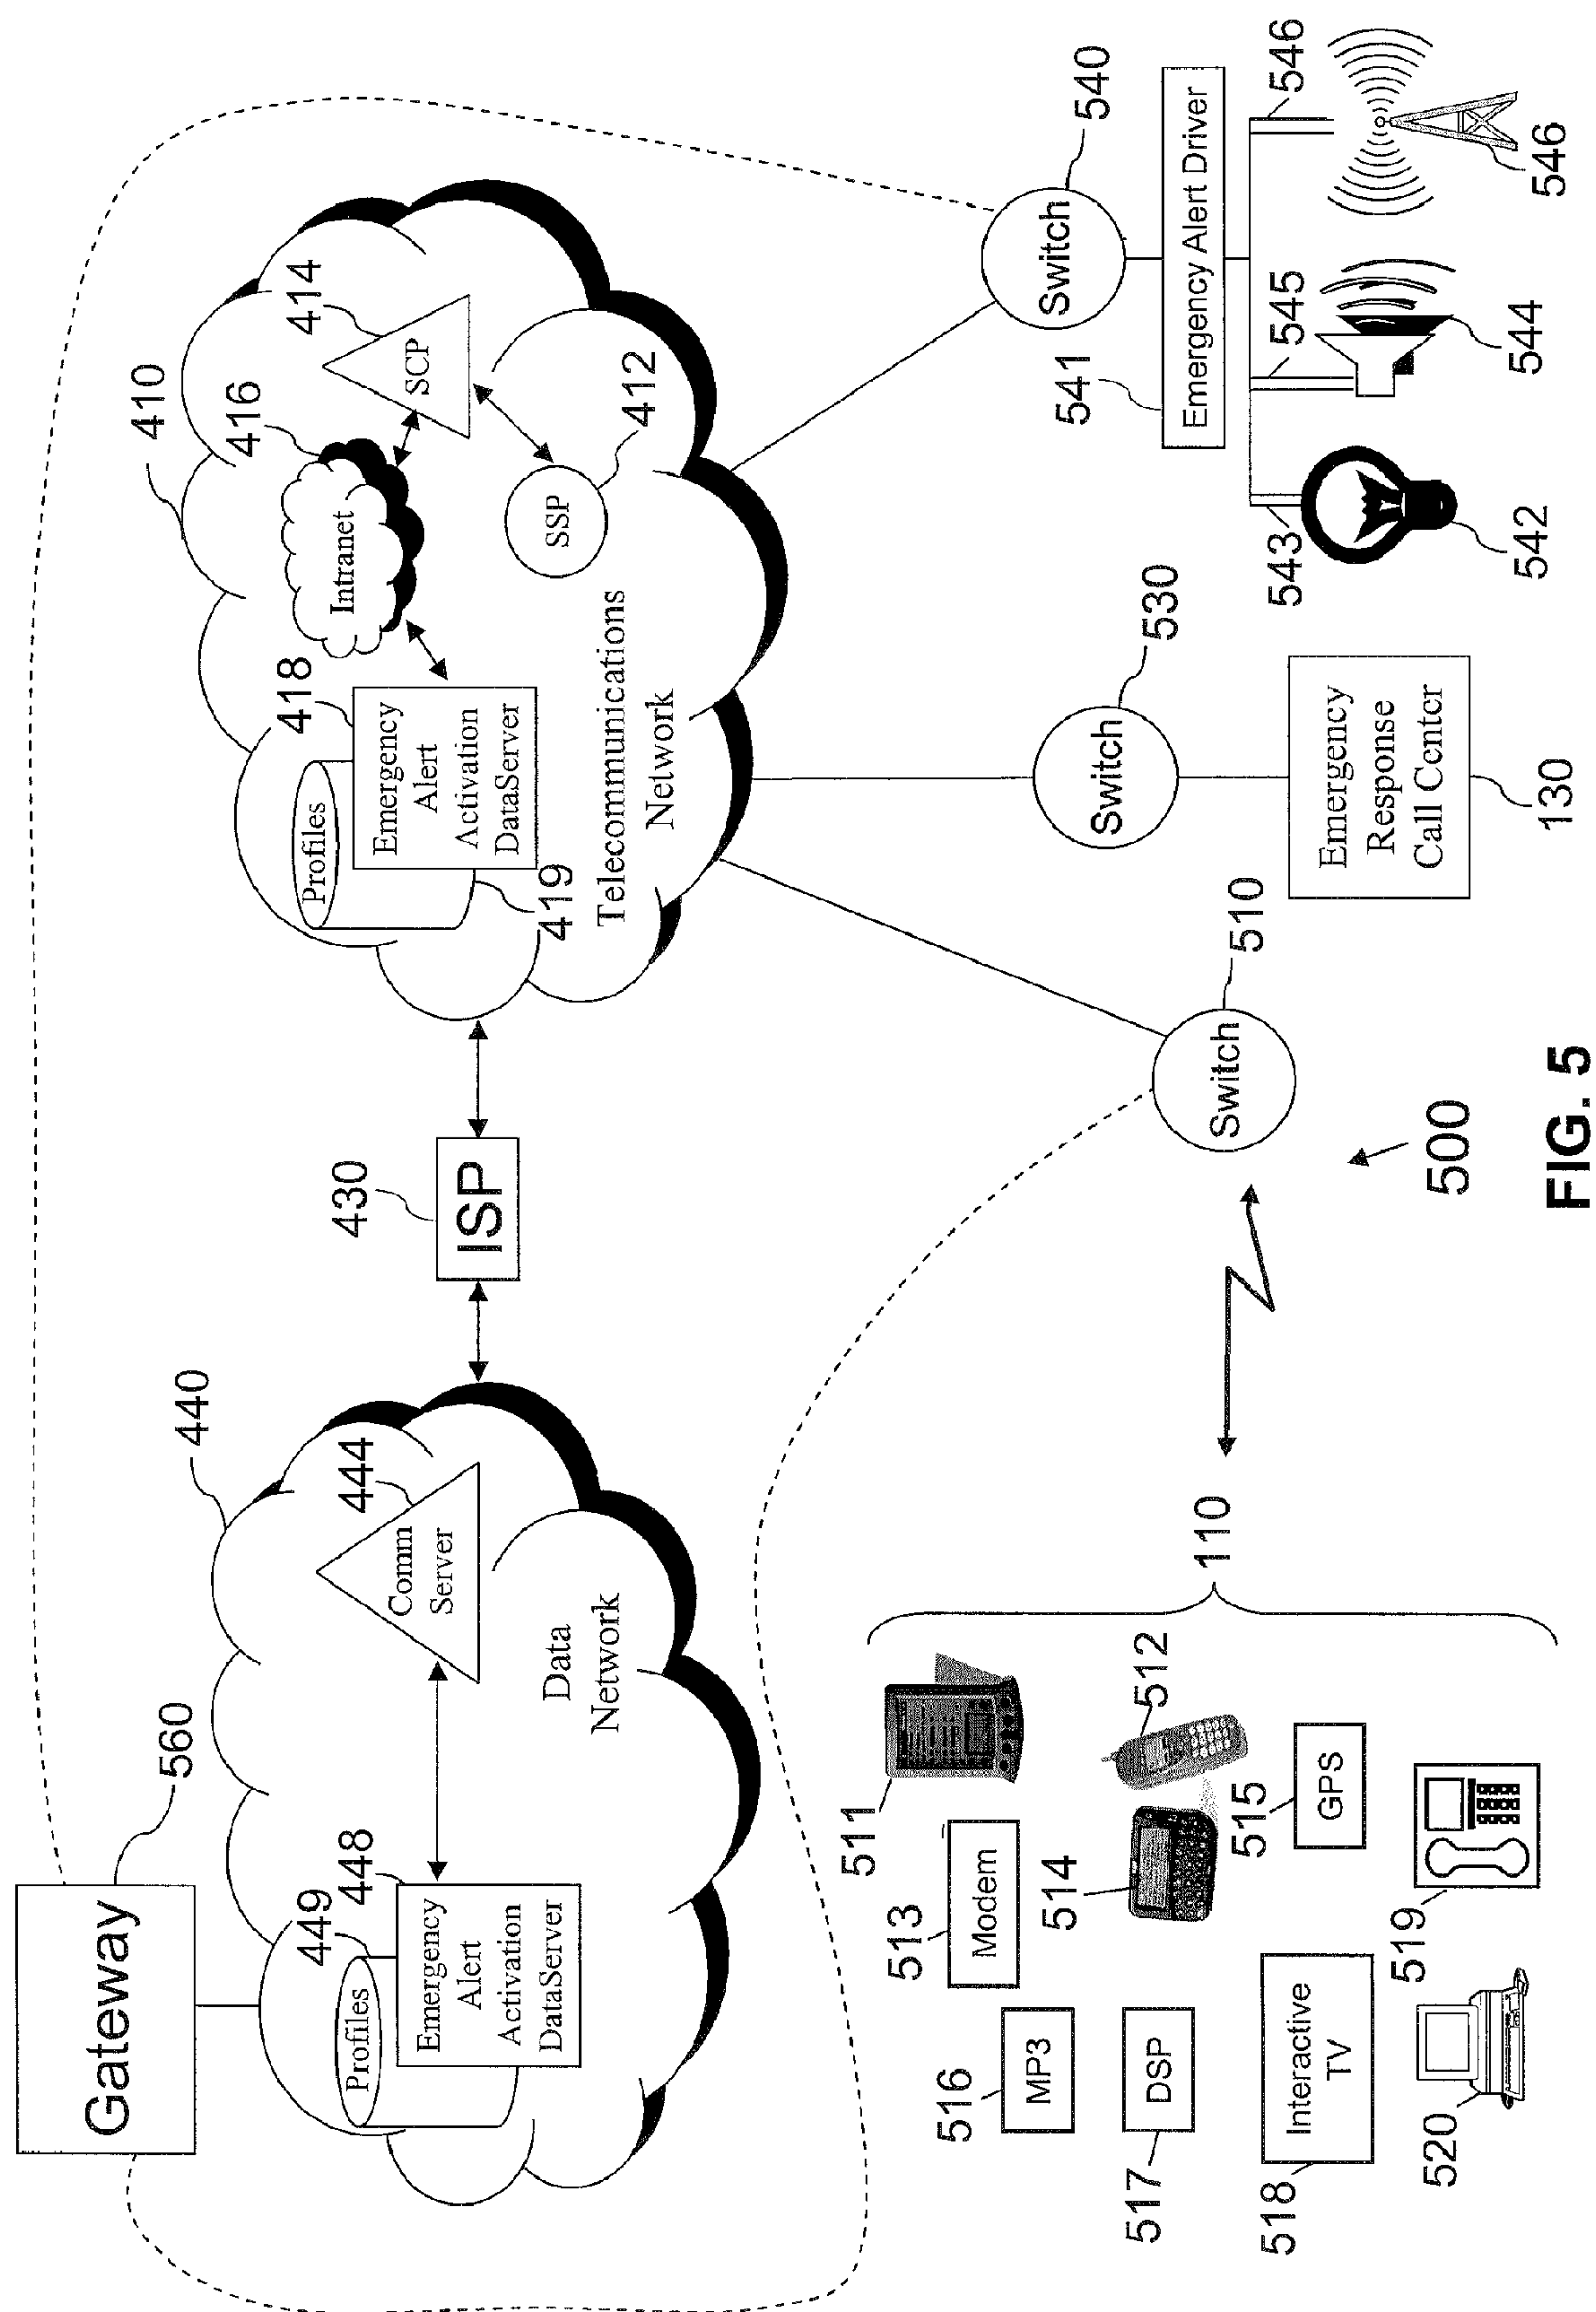 Gateway
560
440
449
448
Profiles
Emergency
Alert
Activation
DataServer
444
Comm
Server
Data
Network
430
ISP
410
416
414
418
419
Profiles
Emergency
Alert
Activation
DataServer
Intranet
SCP
SSP
412
Telecommunications
Network
511
513
Modem
512
514
516
MP3
517
DSP
515
GPS
518
Interactive
TV
519
520
110
Switch
510
Switch
530
Emergency
Response
Call Center
130
Switch
540
541
Emergency Alert Driver
543
542
545
544
546
546
500
FIG. 5